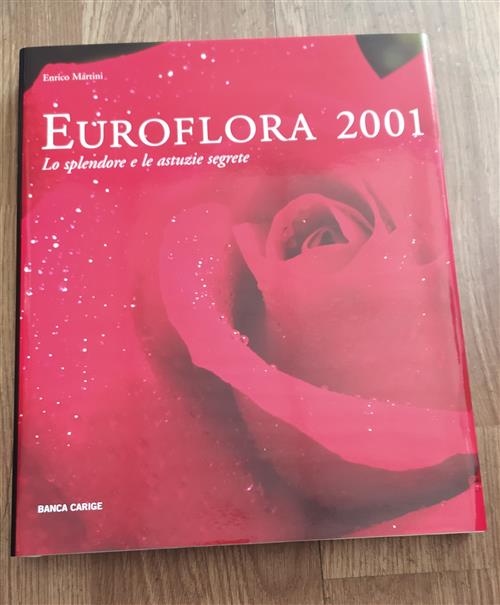 Enrico Martini
EUROFLORA 2001
Lo splendore e le astuzie segrete
BANCA CARIGE